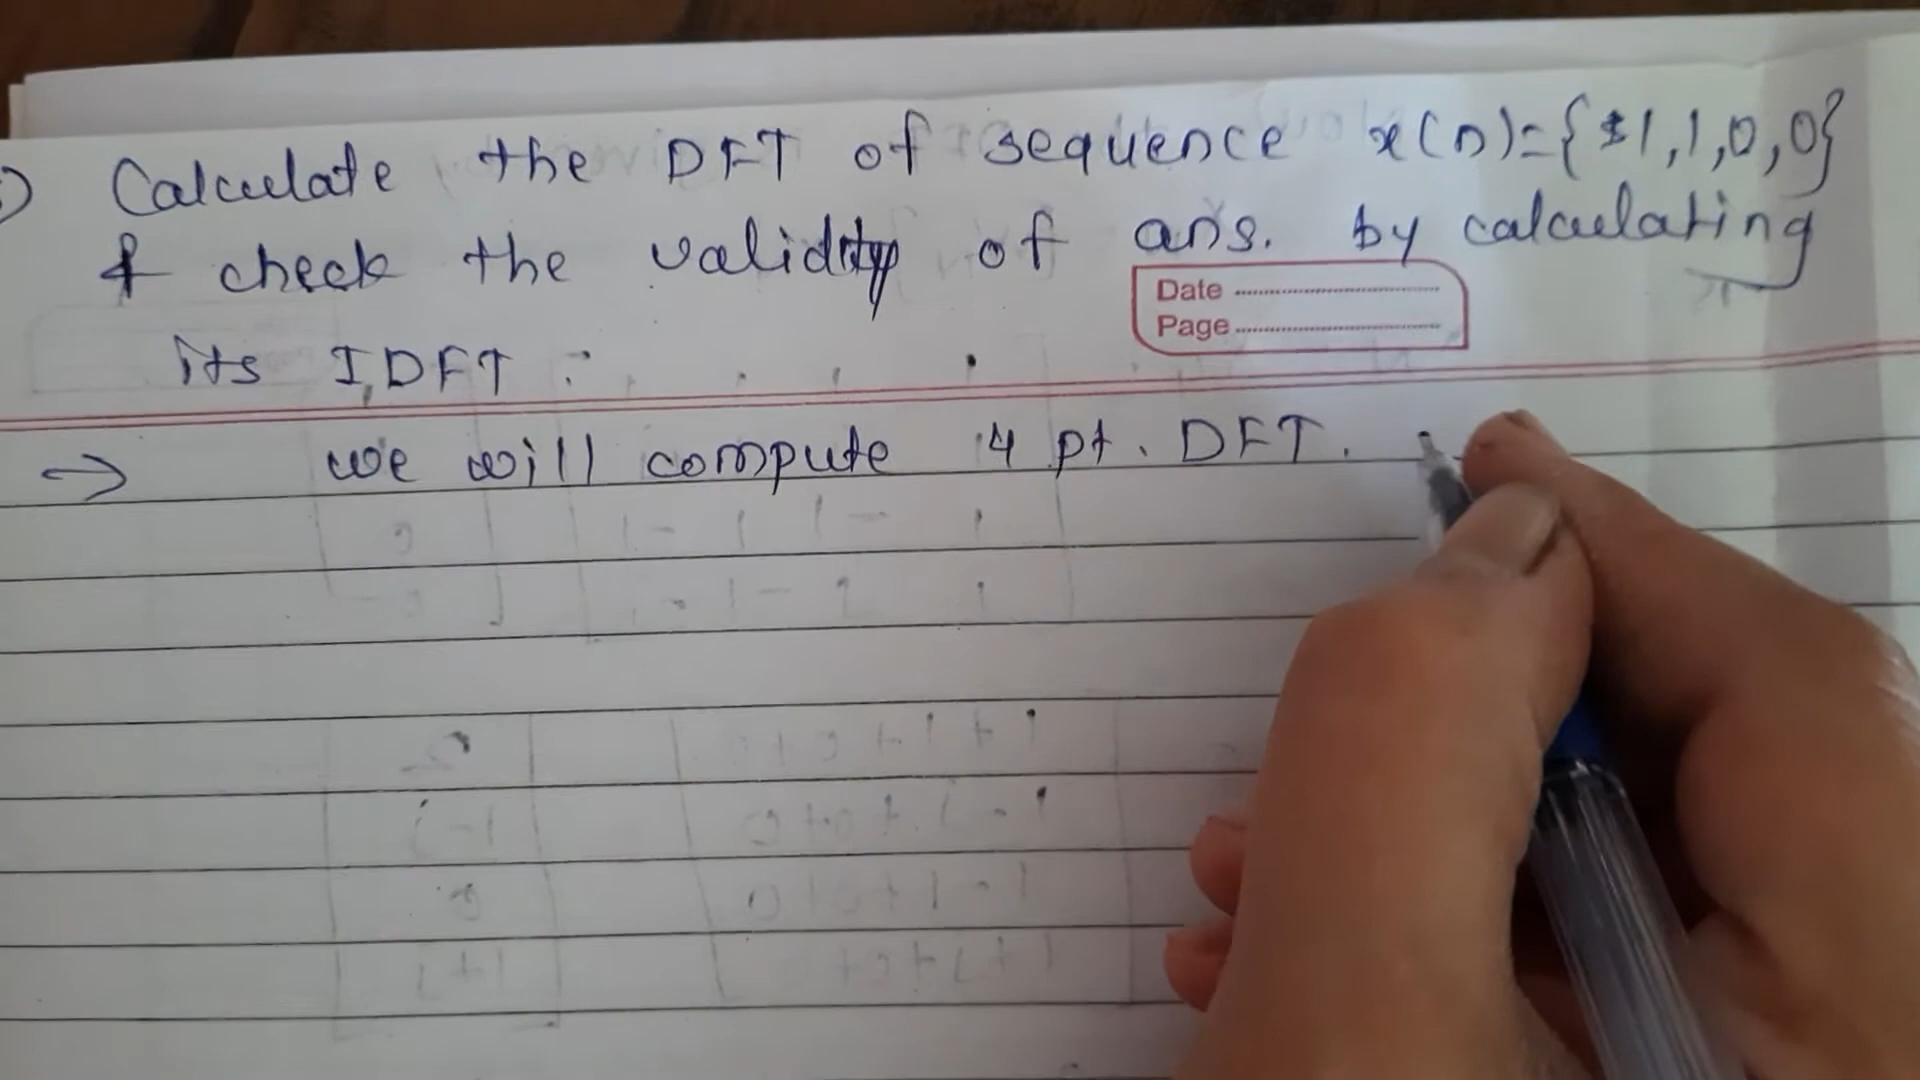 Calculate the DFT of sequence x(n)={1,1,0,0}
& check the validity of ans. by calculating
Date
Page
its IDFT :
→ we will compute 4 pt. DFT.